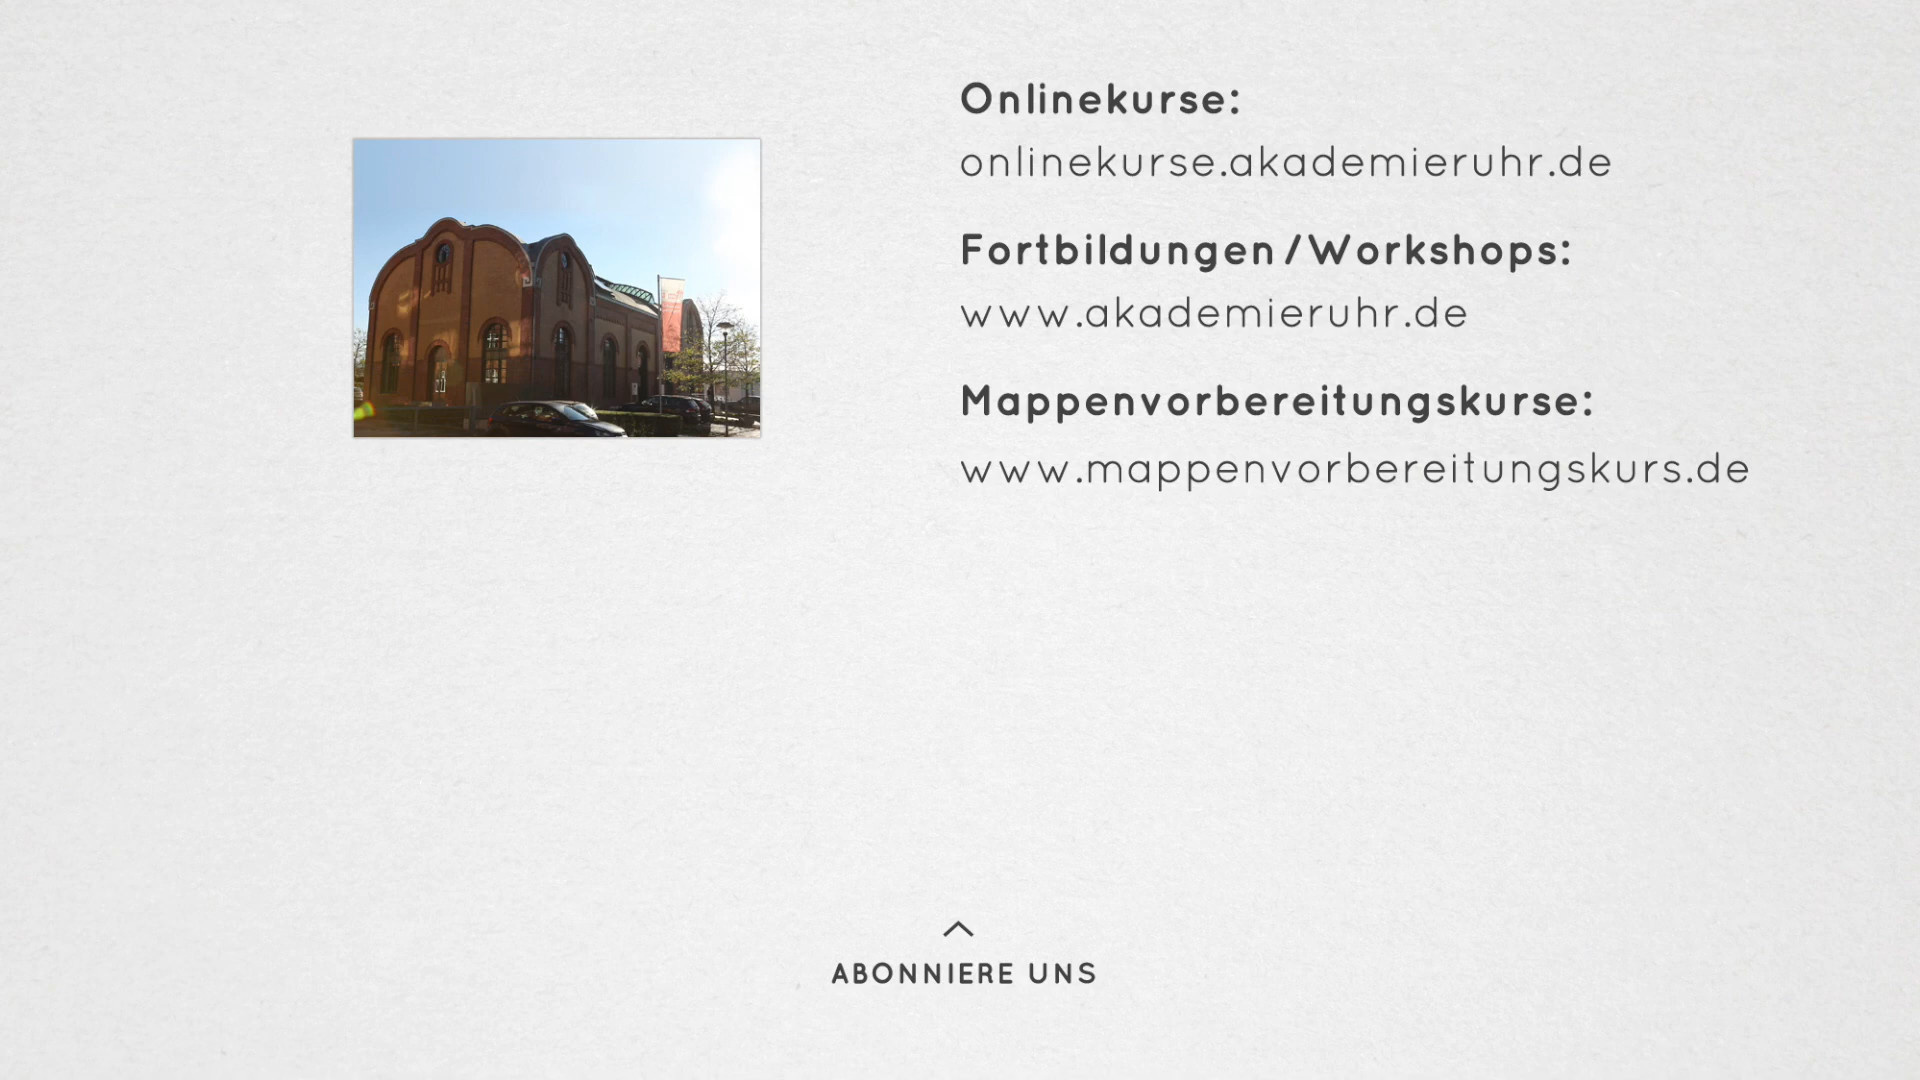 Onlinekurse:
onlinekurse.akademieruhr.de
Fortbildungen/Workshops:
www.akademieruhr.de
Mappenvorbereitungskurse:
www.mappenvorbereitungskurs.de
ABONNIERE UNS